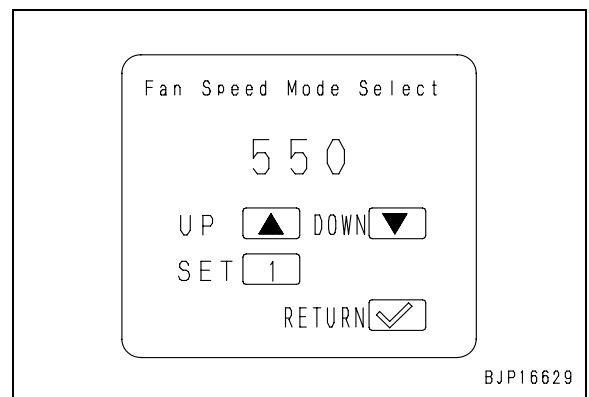 Fan Speed Mode Select
550
UP ▲ DOWN ▼
SET 1
RETURN ✓
BJP16629